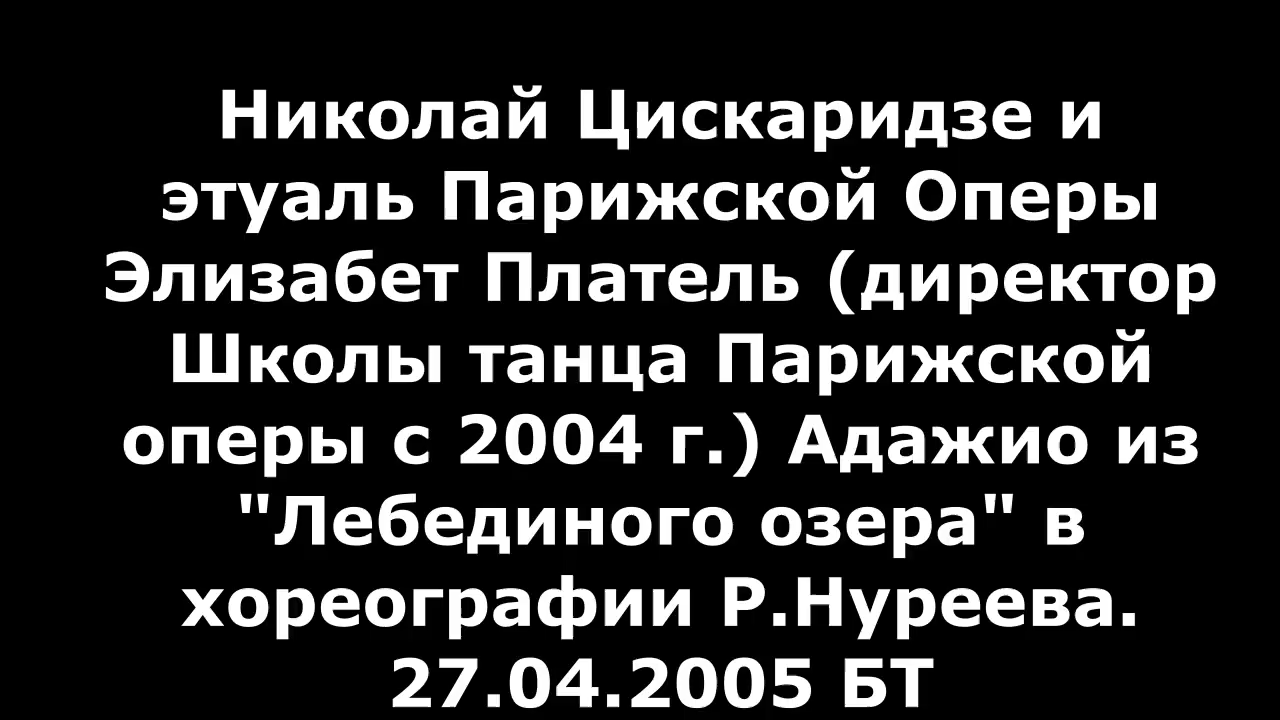 Николай Цискаридзе и
этуаль Парижской Оперы
Элизабет Платель (директор
Школы танца Парижской
оперы с 2004 г.) Адажио из
"Лебединого озера" в
хореографии Р.Нуреева.
27.04.2005 БТ